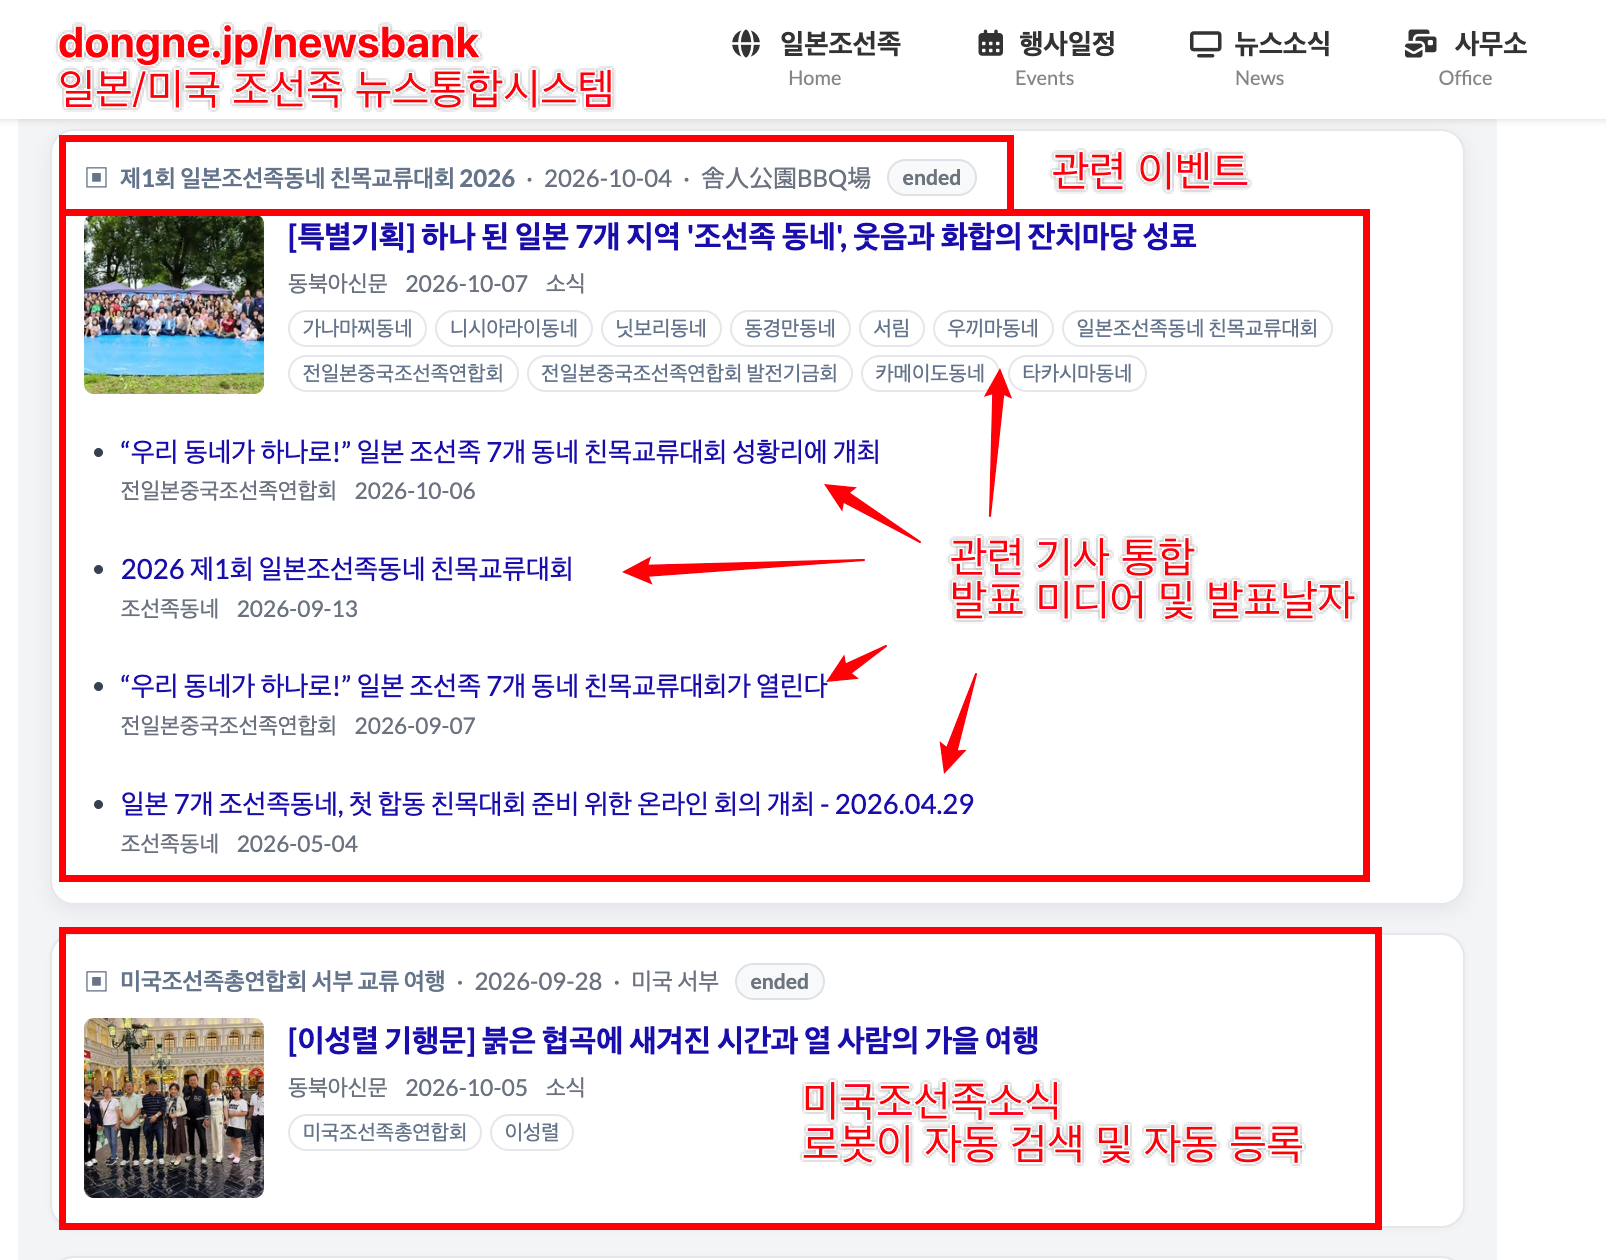 dongne.jp/newsbank
일본/미국 조선족 뉴스통합시스템
일본조선족
Home
행사일정
Events
뉴스소식
News
사무소
Office
제1회 일본조선족동네 친목교류대회 2026 · 2026-10-04 · 舎人公園BBQ場 ended
관련 이벤트
[특별기획] 하나 된 일본 7개 지역 '조선족 동네', 웃음과 화합의 잔치마당 성료
동북아신문 2026-10-07 소식
가나마찌동네 니시아라이동네 닛보리동네 동경만동네 서림 우끼마동네 일본조선족동네 친목교류대회
전일본중국조선족연합회 전일본중국조선족연합회 발전기금회 카메이도동네 타카시마동네
“우리 동네가 하나로!” 일본 조선족 7개 동네 친목교류대회 성황리에 개최
전일본중국조선족연합회 2026-10-06
2026 제1회 일본조선족동네 친목교류대회
조선족동네 2026-09-13
관련 기사 통합
발표 미디어 및 발표날자
“우리 동네가 하나로!” 일본 조선족 7개 동네 친목교류대회가 열린다
전일본중국조선족연합회 2026-09-07
일본 7개 조선족동네, 첫 합동 친목대회 준비 위한 온라인 회의 개최 - 2026.04.29
조선족동네 2026-05-04
미국조선족총연합회 서부 교류 여행 · 2026-09-28 · 미국 서부 ended
[이성렬 기행문] 붉은 협곡에 새겨진 시간과 열 사람의 가을 여행
동북아신문 2026-10-05 소식
미국조선족총연합회 이성렬
미국조선족소식
로봇이 자동 검색 및 자동 등록